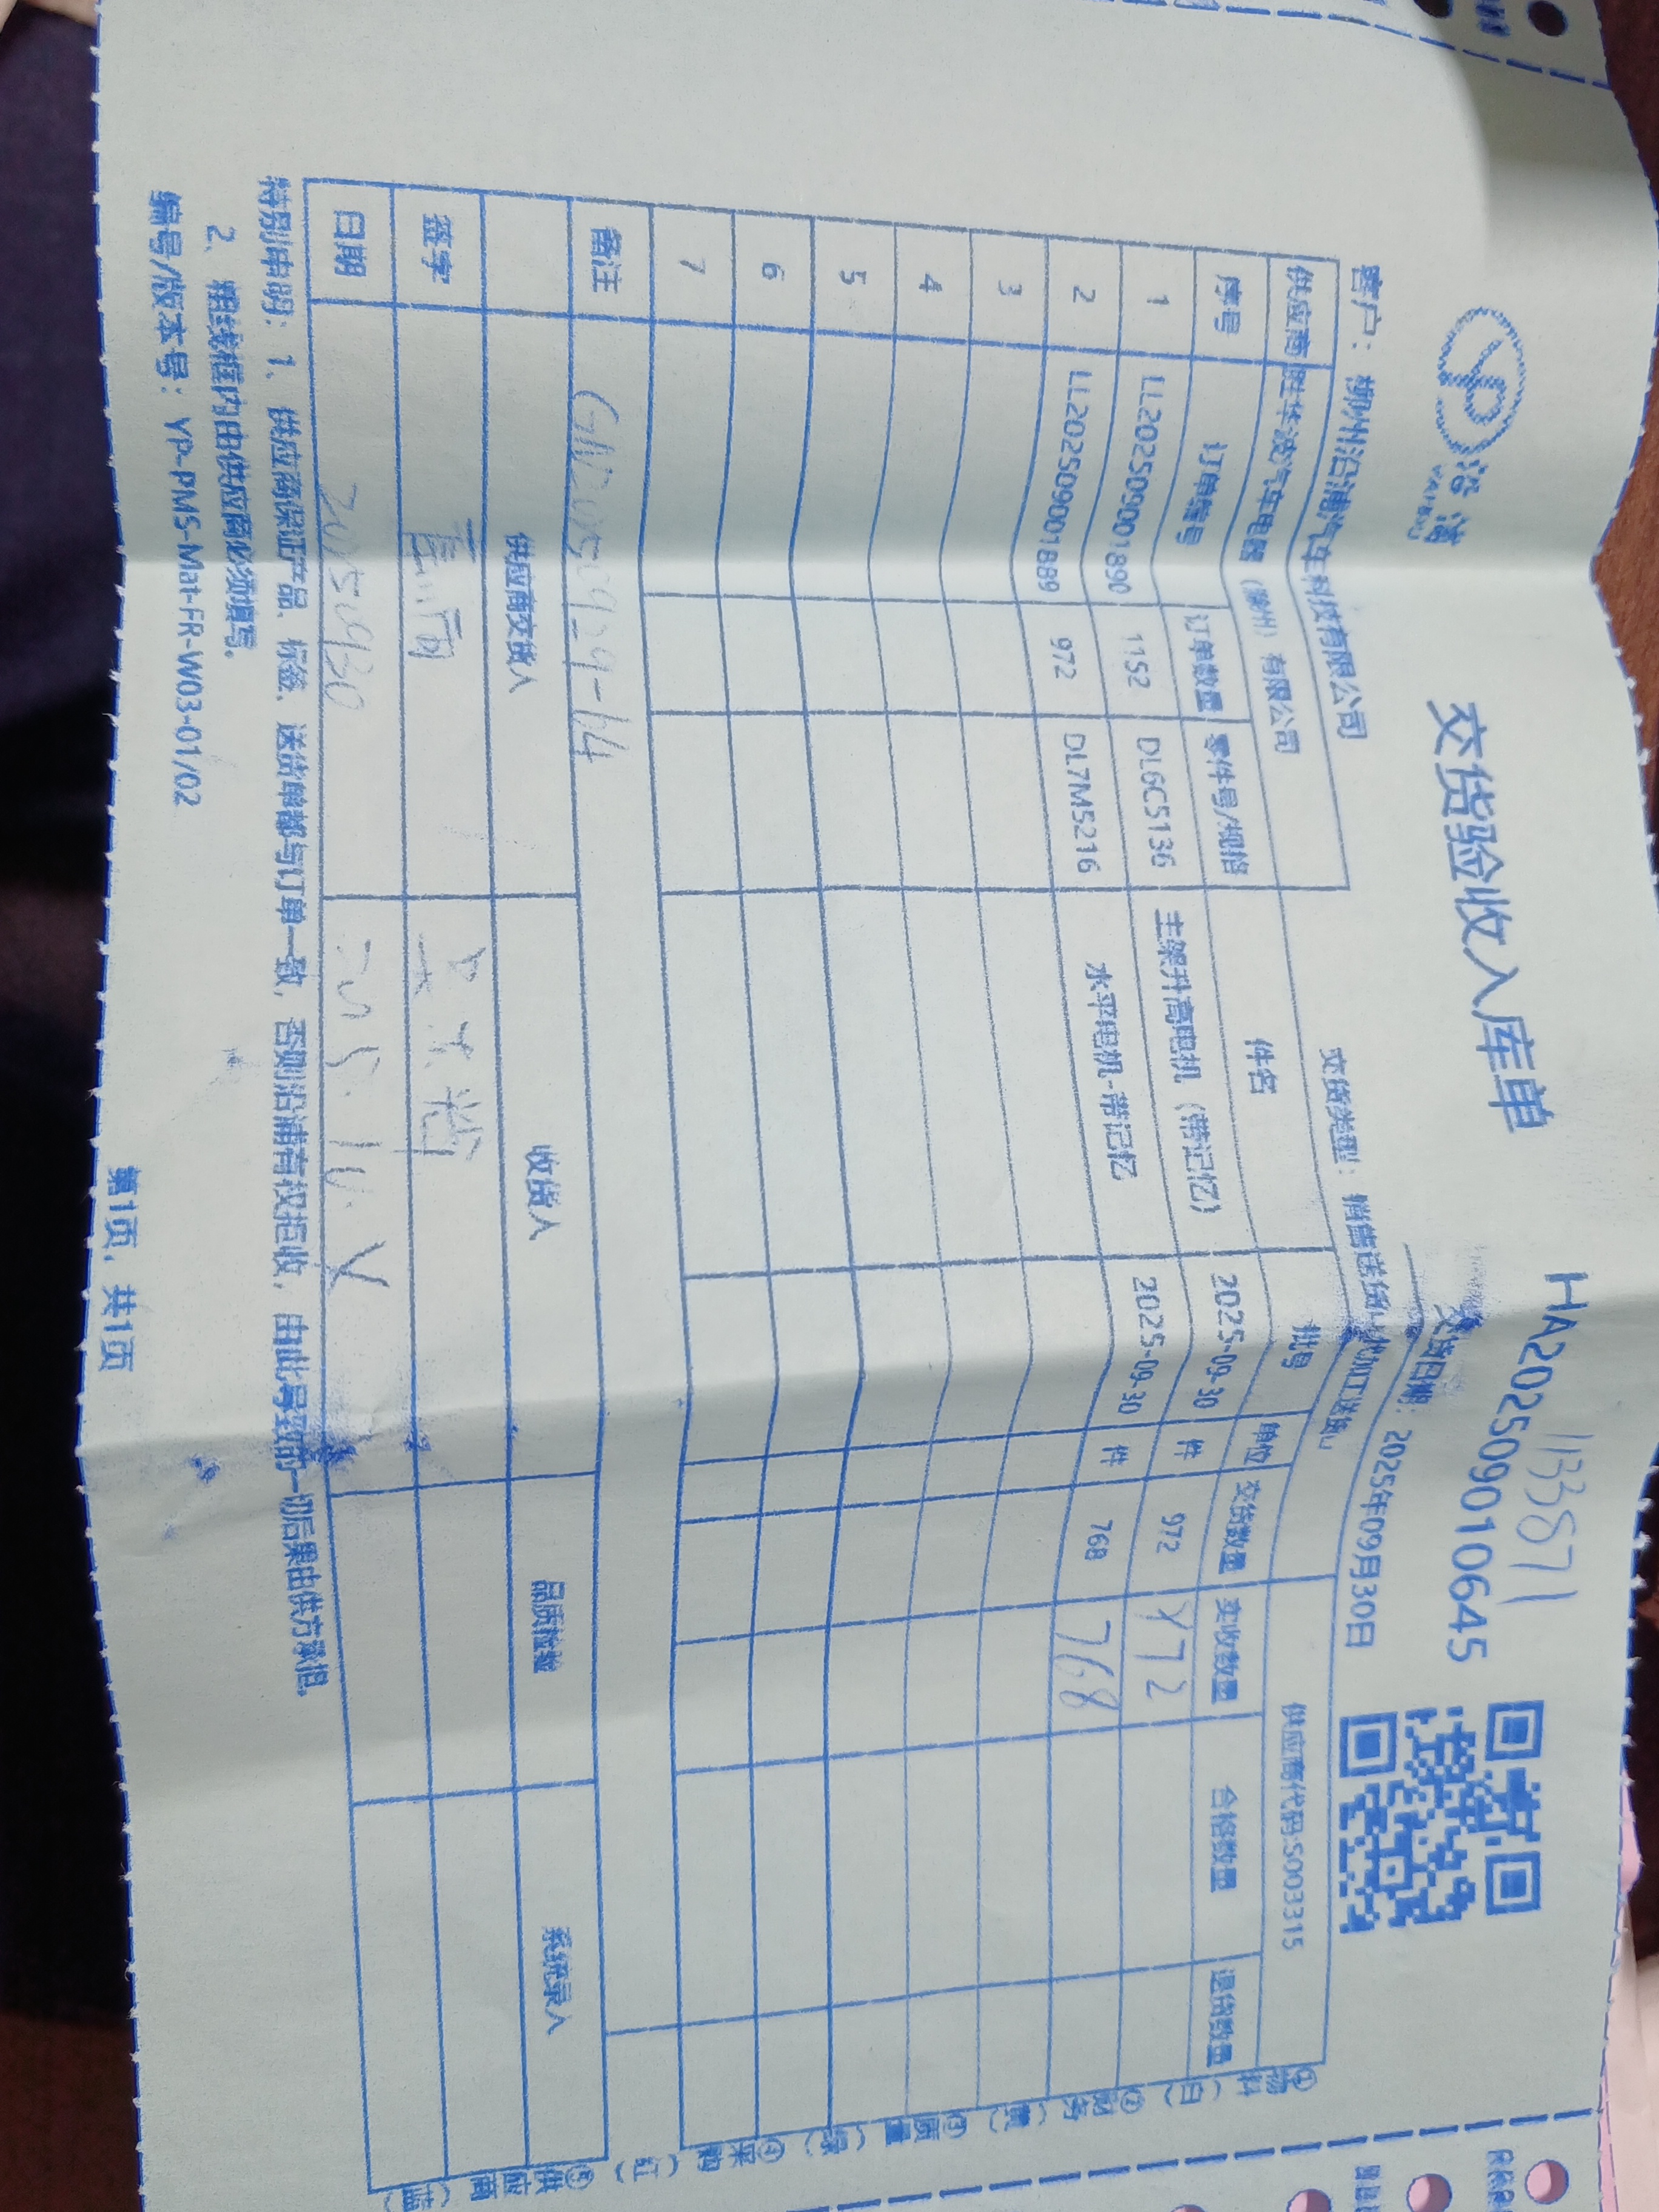 沿浦
YANPU
交货验收入库单
1133871
HA202509010645
客户：柳州沿浦汽车科技有限公司
交货日期：2025年09月30日
交货类型：销售送货
供应商 胜华波汽车电器（柳州）有限公司
供应商代码:S003315
序号 订单编号 订单数量 零件号/规格 件名 批号 单位 交货数量 实收数量 合格数量 退货数量
1 LL202509001890 1152 DL6C5136 主架升高电机（带记忆） 2025-09-30 件 972 972
2 LL202509001889 972 DL7M5216 水平电机-带记忆 2025-09-30 件 768 768
3
4
5
6
7
备注
供应商交货人 收货人 品质检验 系统录入
签字
日期 20250930
特别申明：1、供应商保证产品、标签、送货单都与订单一致，否则沿浦有权拒收，由此导致的一切后果由供方承担。
2、粗线框内由供应商必须填写。
编号/版本号：YP-PMS-Mat-FR-W03-01/02
第1页，共1页
①物料（白）②财务（黄）③质量（绿）④采购（红）⑤供应商（蓝）